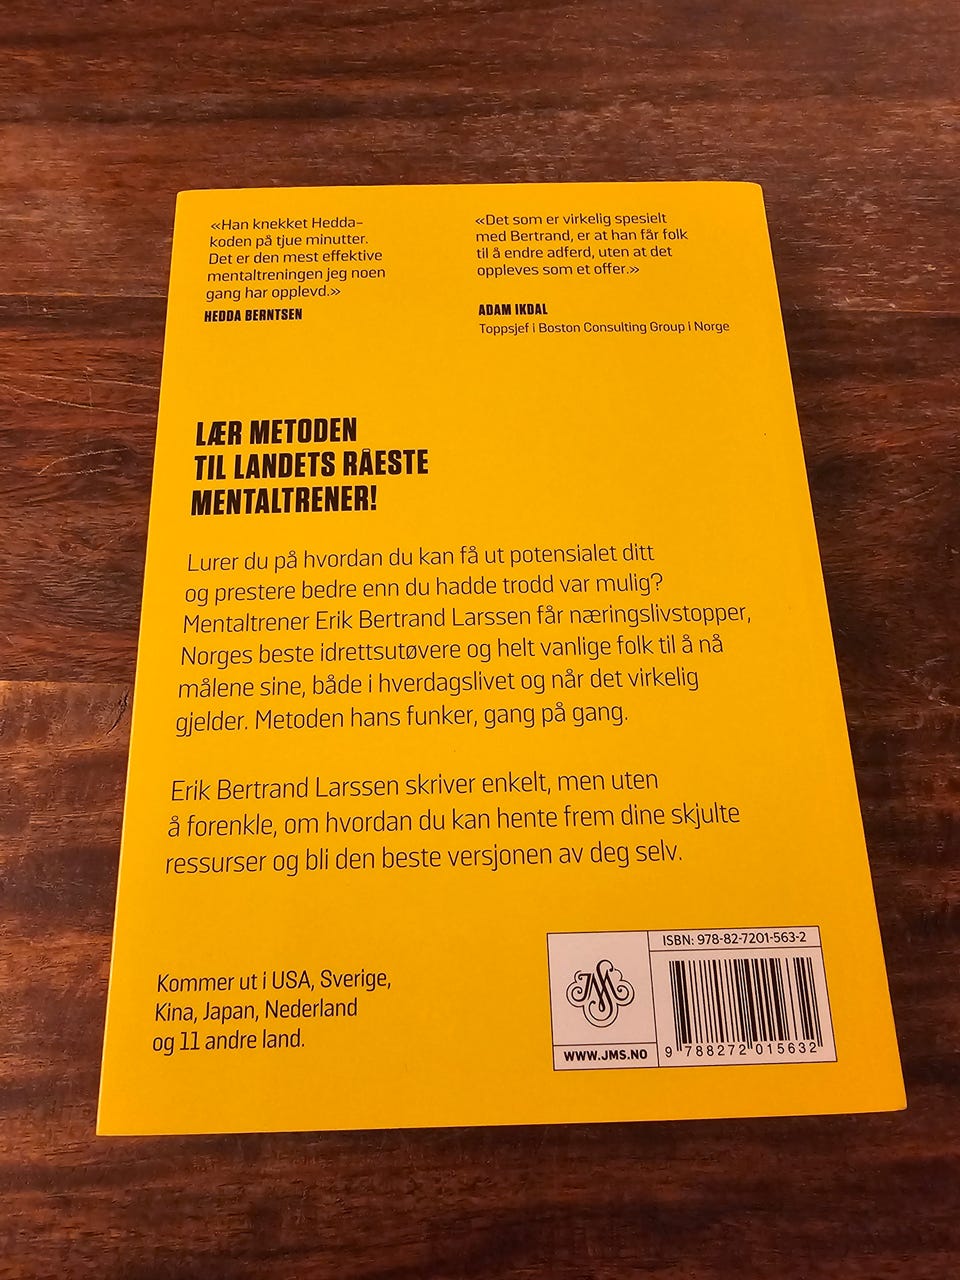 «Han knekket Hedda-
koden på tjue minutter.
Det er den mest effektive
mentaltreningen jeg noen
gang har opplevd.»
HEDDA BERNTSEN
«Det som er virkelig spesielt
med Bertrand, er at han får folk
til å endre adferd, uten at det
oppleves som et offer.»
ADAM IKDAL
Toppsjef i Boston Consulting Group i Norge
LÆR METODEN
TIL LANDETS RÅESTE
MENTALTRENER!
Lurer du på hvordan du kan få ut potensialet ditt
og prestere bedre enn du hadde trodd var mulig?
Mentaltrener Erik Bertrand Larssen får næringslivstopper,
Norges beste idrettsutøvere og helt vanlige folk til å nå
målene sine, både i hverdagslivet og når det virkelig
gjelder. Metoden hans funker, gang på gang.
Erik Bertrand Larssen skriver enkelt, men uten
å forenkle, om hvordan du kan hente frem dine skjulte
ressurser og bli den beste versjonen av deg selv.
Kommer ut i USA, Sverige,
Kina, Japan, Nederland
og 11 andre land.
ISBN: 978-82-7201-563-2
JMS
WWW.JMS.NO
9 788272 015632